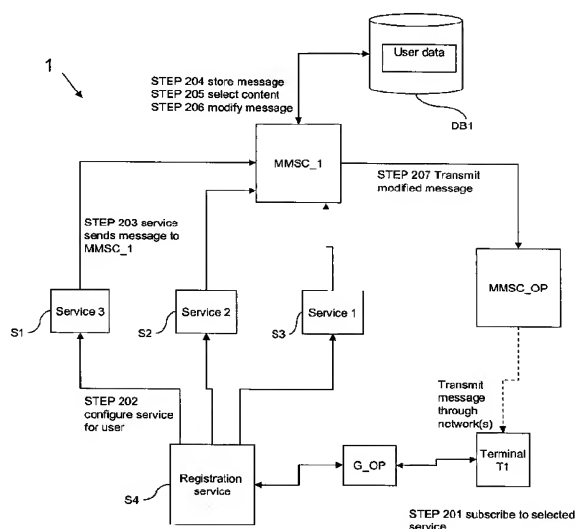 1
User data
DB1
STEP 204 store message
STEP 205 select content
STEP 206 modify message
MMSC_1
STEP 207 Transmit
modified message
STEP 203 service
sends message to
MMSC_1
MMSC_OP
Service 3
S1
Service 2
S2
Service 1
S3
STEP 202
configure service
for user
Transmit
message
through
network(s)
Registration
service
S4
G_OP
Terminal
T1
STEP 201 subscribe to selected
service